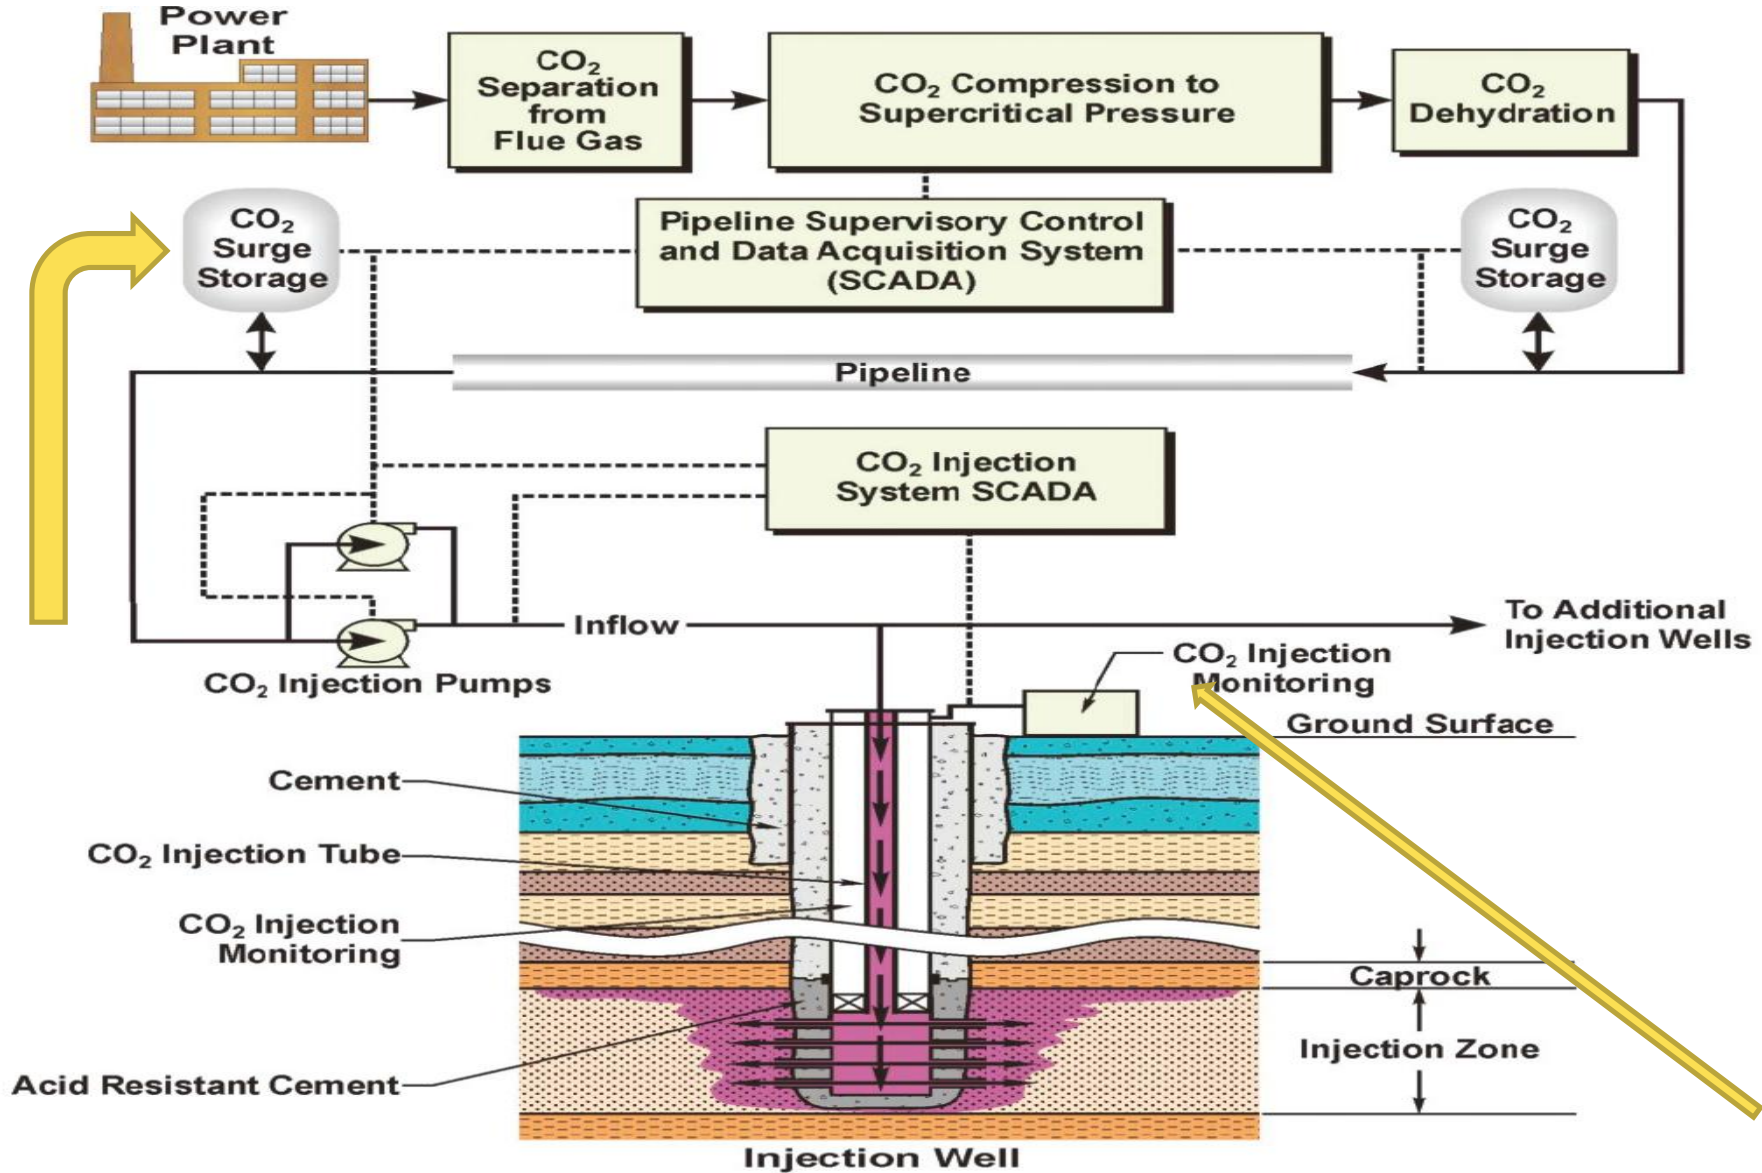 Power
Plant
CO₂
Separation
from
Flue Gas
CO₂ Compression to
Supercritical Pressure
CO₂
Dehydration
CO₂
Surge
Storage
Pipeline Supervisory Control
and Data Acquisition System
(SCADA)
CO₂
Surge
Storage
Pipeline
CO₂ Injection
System SCADA
Inflow
To Additional
Injection Wells
CO₂ Injection Pumps
CO₂ Injection
Monitoring
Ground Surface
Cement
CO₂ Injection Tube
CO₂ Injection
Monitoring
Caprock
Injection Zone
Acid Resistant Cement
Injection Well